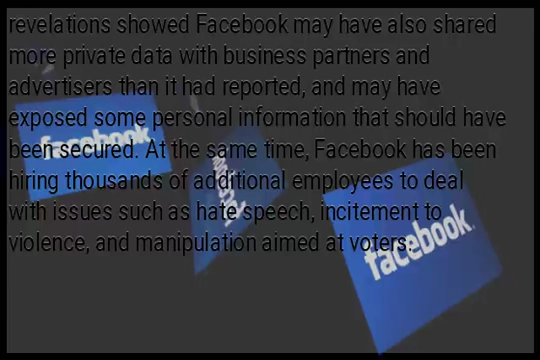 revelations showed Facebook may have also shared
more private data with business partners and
advertisers than it had reported, and may have
exposed some personal information that should have
been secured. At the same time, Facebook has been
hiring thousands of additional employees to deal
with issues such as hate speech, incitement to
violence, and manipulation aimed at voters.
facebook
facebook
facebook.